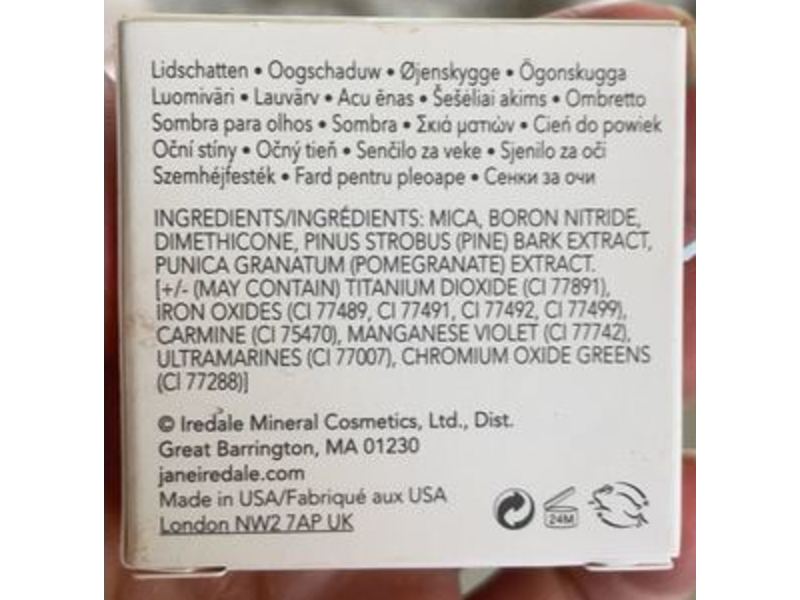 Lidschatten • Oogschaduw • Øjenskygge • Ögonskugga
Luomiväri • Lauvärv • Acu ēnas • Šešėliai akims • Ombretto
Sombra para olhos • Sombra • Σκιά ματιών • Cień do powiek
Oční stíny • Očný tieň • Senčilo za veke • Sjenilo za oči
Szemhéjfesték • Fard pentru pleoape • Сенки за очи
INGREDIENTS/INGRÉDIENTS: MICA, BORON NITRIDE,
DIMETHICONE, PINUS STROBUS (PINE) BARK EXTRACT,
PUNICA GRANATUM (POMEGRANATE) EXTRACT.
[+/- (MAY CONTAIN) TITANIUM DIOXIDE (CI 77891),
IRON OXIDES (CI 77489, CI 77491, CI 77492, CI 77499),
CARMINE (CI 75470), MANGANESE VIOLET (CI 77742),
ULTRAMARINES (CI 77007), CHROMIUM OXIDE GREENS
(CI 77288)]
© Iredale Mineral Cosmetics, Ltd., Dist.
Great Barrington, MA 01230
janeiredale.com
Made in USA/Fabriqué aux USA
London NW2 7AP UK
24M